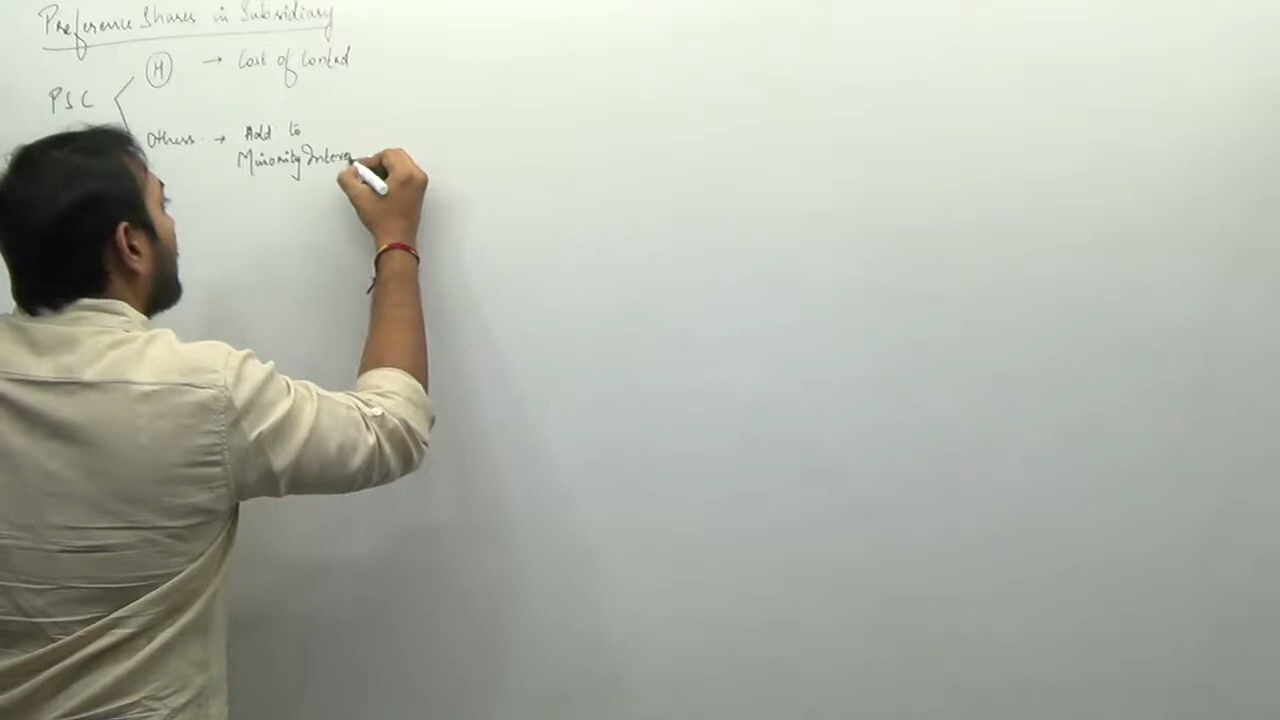 Preference Shares in Subsidiary
H → Cost of Control
PSC
Others → Add to
Minority Intere